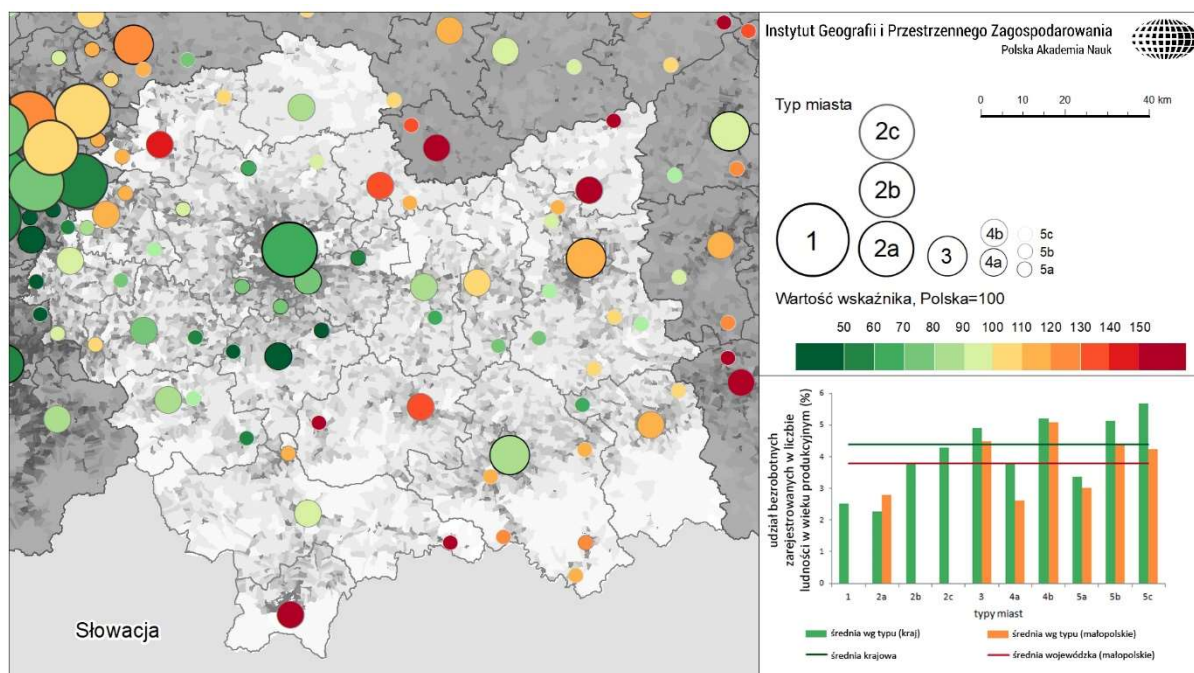 Słowacja
Instytut Geografii i Przestrzennego Zagospodarowania
Polska Akademia Nauk
Typ miasta
0 10 20 40 km
2c
2b
1
2a
3
4b
4a
5c
5b
5a
Wartość wskaźnika, Polska=100
50 60 70 80 90 100 110 120 130 140 150
udział bezrobotnych
zarejestrowanych w liczbie
ludności w wieku produkcyjnym (%)
6
5
4
3
2
1
0
1 2a 2b 2c 3 4a 4b 5a 5b 5c
typy miast
średnia wg typu (kraj)
średnia wg typu (małopolskie)
średnia krajowa
średnia wojewódzka (małopolskie)